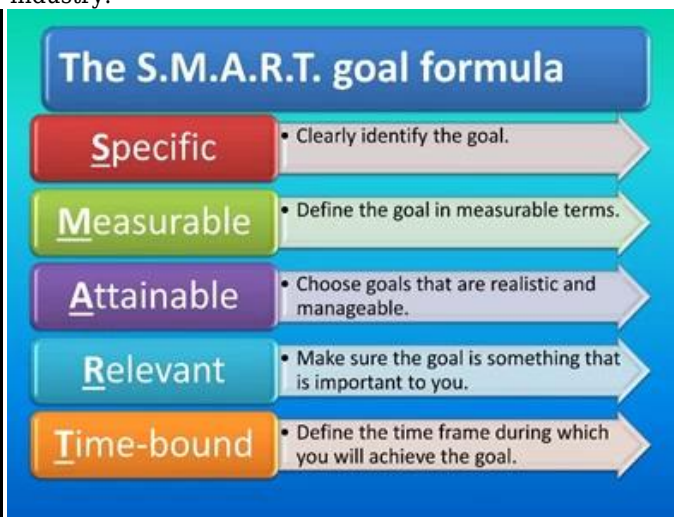 industry.
The S.M.A.R.T. goal formula
Specific
• Clearly identify the goal.
Measurable
• Define the goal in measurable terms.
Attainable
• Choose goals that are realistic and
manageable.
Relevant
• Make sure the goal is something that
is important to you.
Time-bound
• Define the time frame during which
you will achieve the goal.